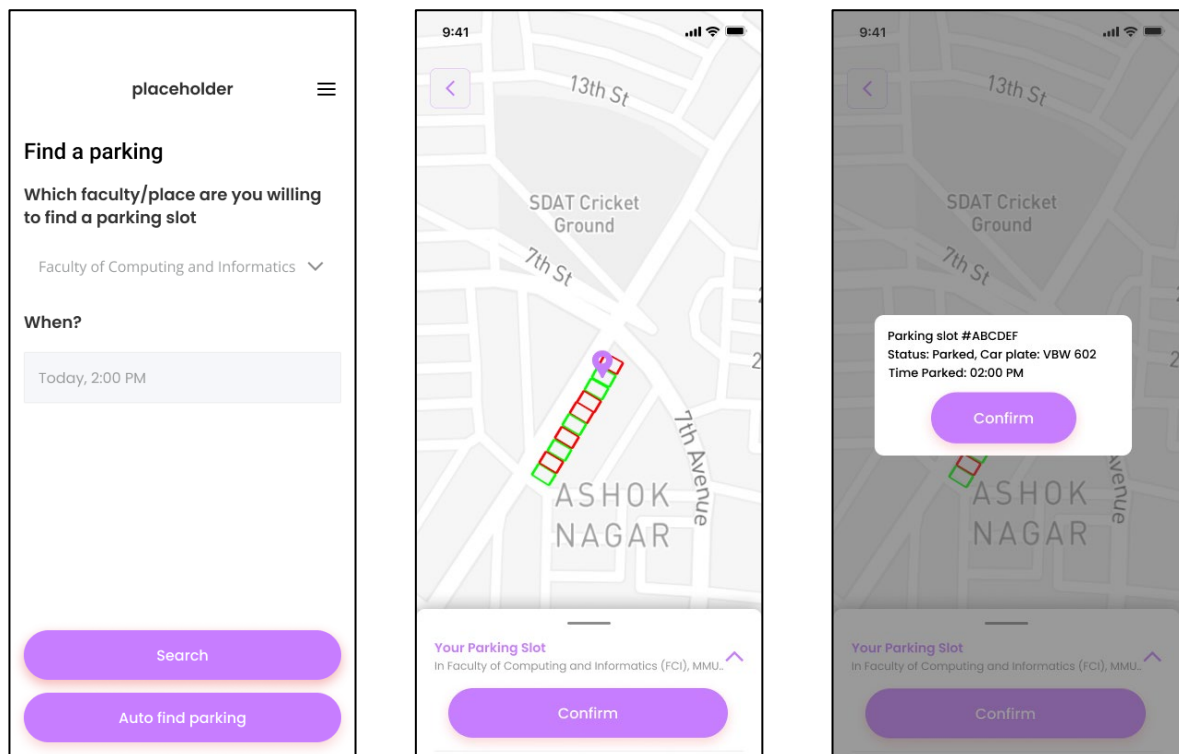 placeholder
Find a parking
Which faculty/place are you willing
to find a parking slot
Faculty of Computing and Informatics
When?
Today, 2:00 PM
Search
Auto find parking
9:41
13th St
SDAT Cricket
Ground
7th St
2
7th Avenue
ASHOK
NAGAR
Your Parking Slot
In Faculty of Computing and Informatics (FCI), MMU..
Confirm
9:41
13th St
SDAT Cricket
Ground
7th St
Parking slot #ABCDEF
Status: Parked, Car plate: VBW 602
Time Parked: 02:00 PM
Confirm
2
venue
ASHOK
NAGAR
Your Parking Slot
In Faculty of Computing and Informatics (FCI), MMU..
Confirm